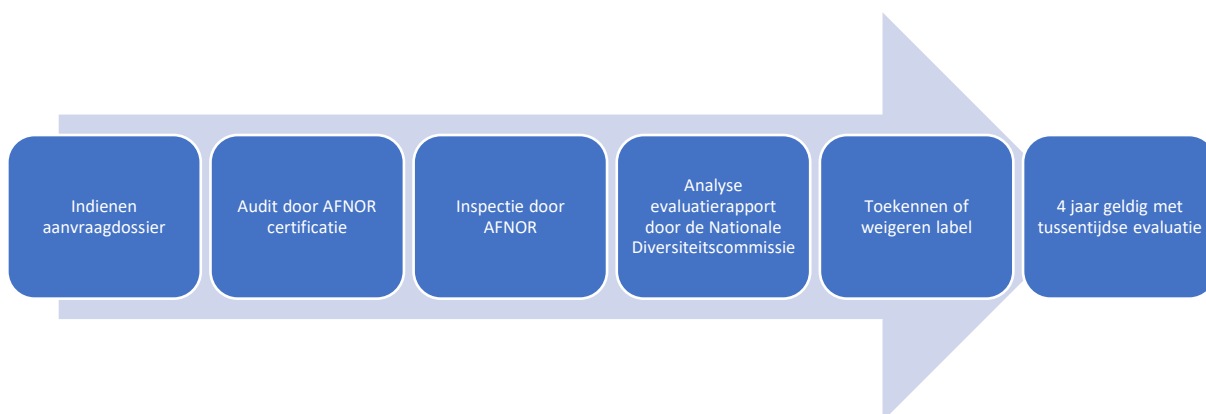 Indienen
aanvraagdossier
Audit door AFNOR
certificatie
Inspectie door
AFNOR
Analyse
evaluatierapport
door de Nationale
Diversiteitscommissie
Toekennen of
weigeren label
4 jaar geldig met
tussentijdse evaluatie